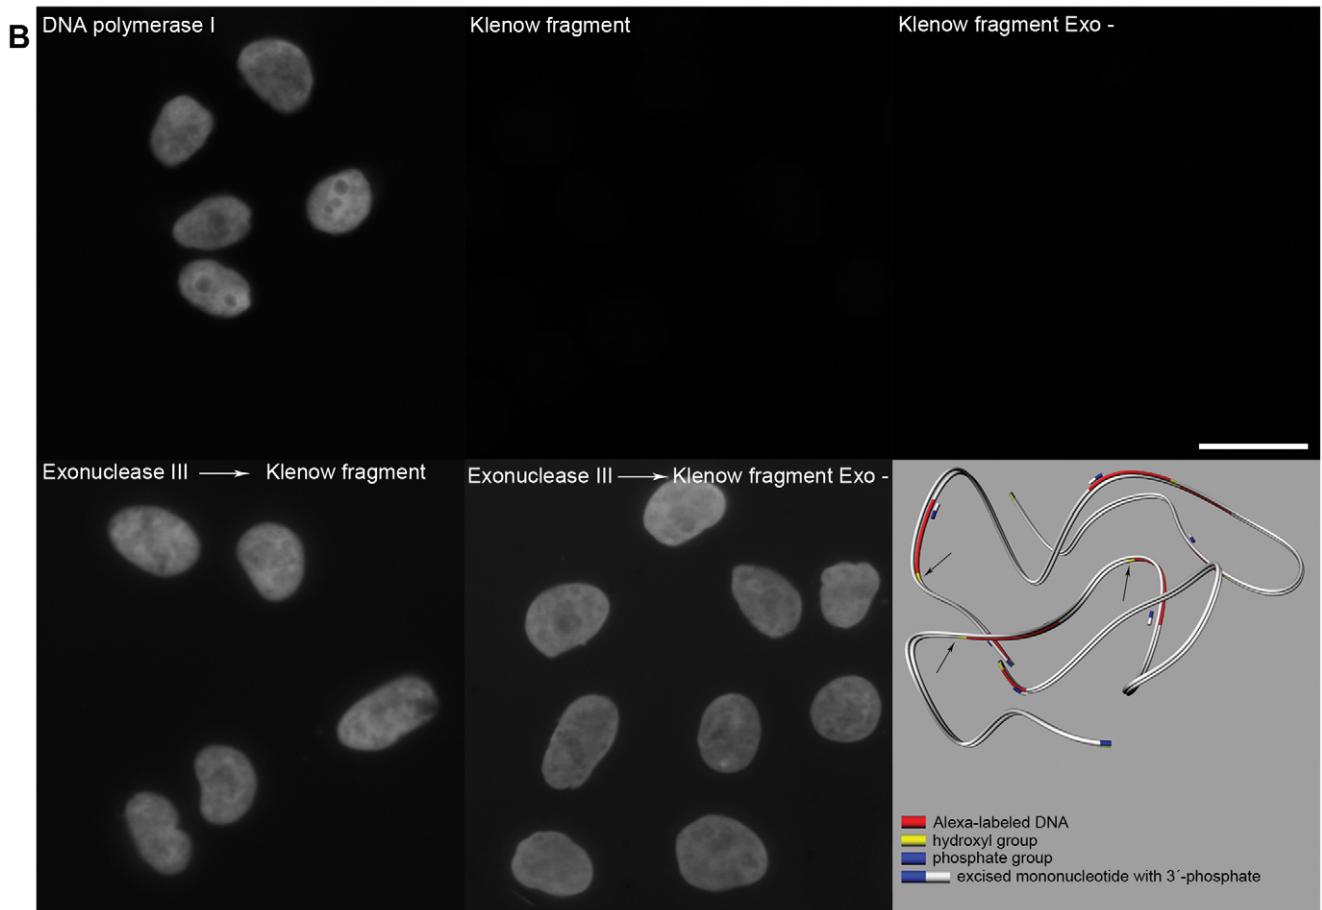 B
DNA polymerase I
Klenow fragment
Klenow fragment Exo -
Exonuclease III ⟶ Klenow fragment
Exonuclease III ⟶ Klenow fragment Exo -
Alexa-labeled DNA
hydroxyl group
phosphate group
excised mononucleotide with 3´-phosphate